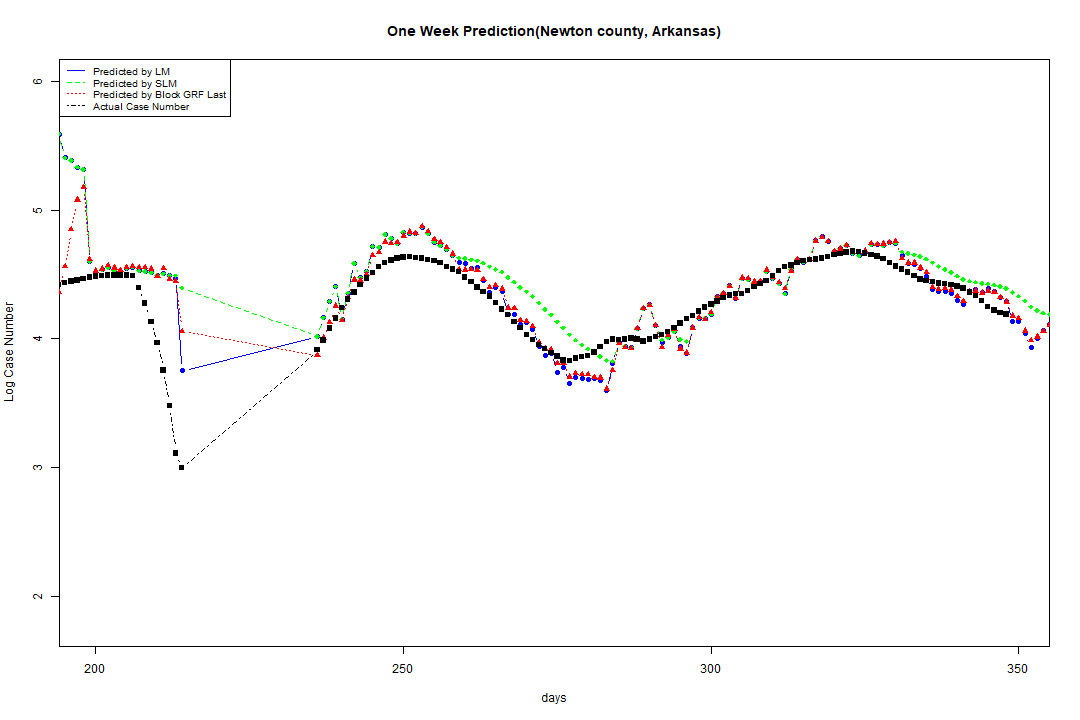 One Week Prediction(Newton county, Arkansas)
Predicted by LM
Predicted by SLM
Predicted by Block GRF Last
Actual Case Number
Log Case Number
6
5
4
3
2
200
250
300
350
days